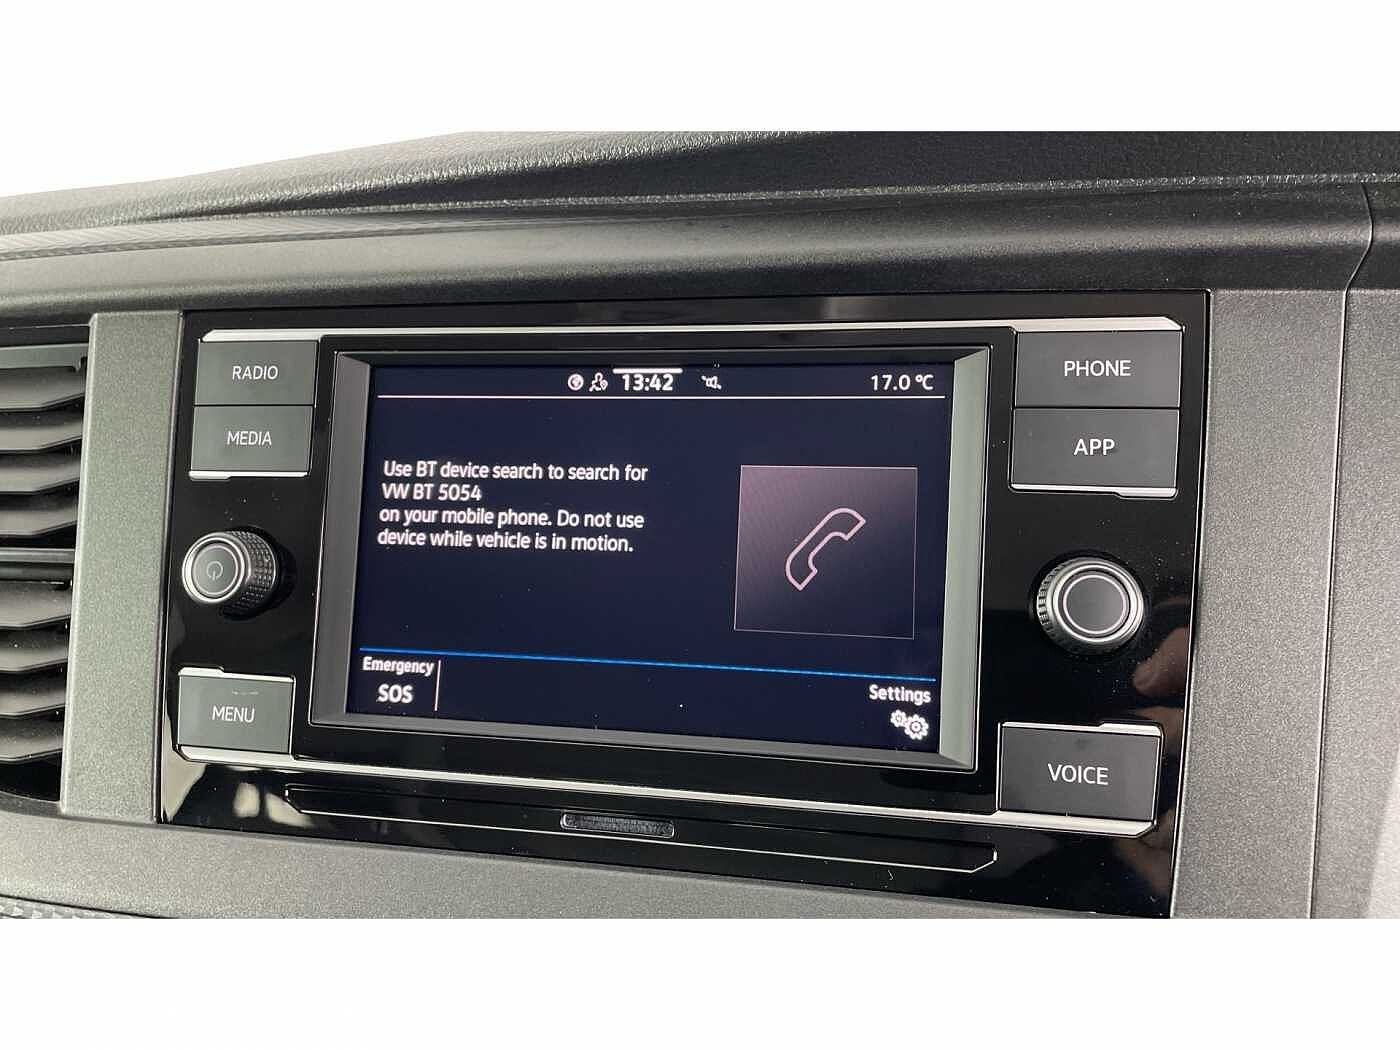 RADIO
MEDIA
MENU
13:42
17.0 °C
Use BT device search to search for
VW BT 5054
on your mobile phone. Do not use
device while vehicle is in motion.
Emergency
SOS
Settings
PHONE
APP
VOICE